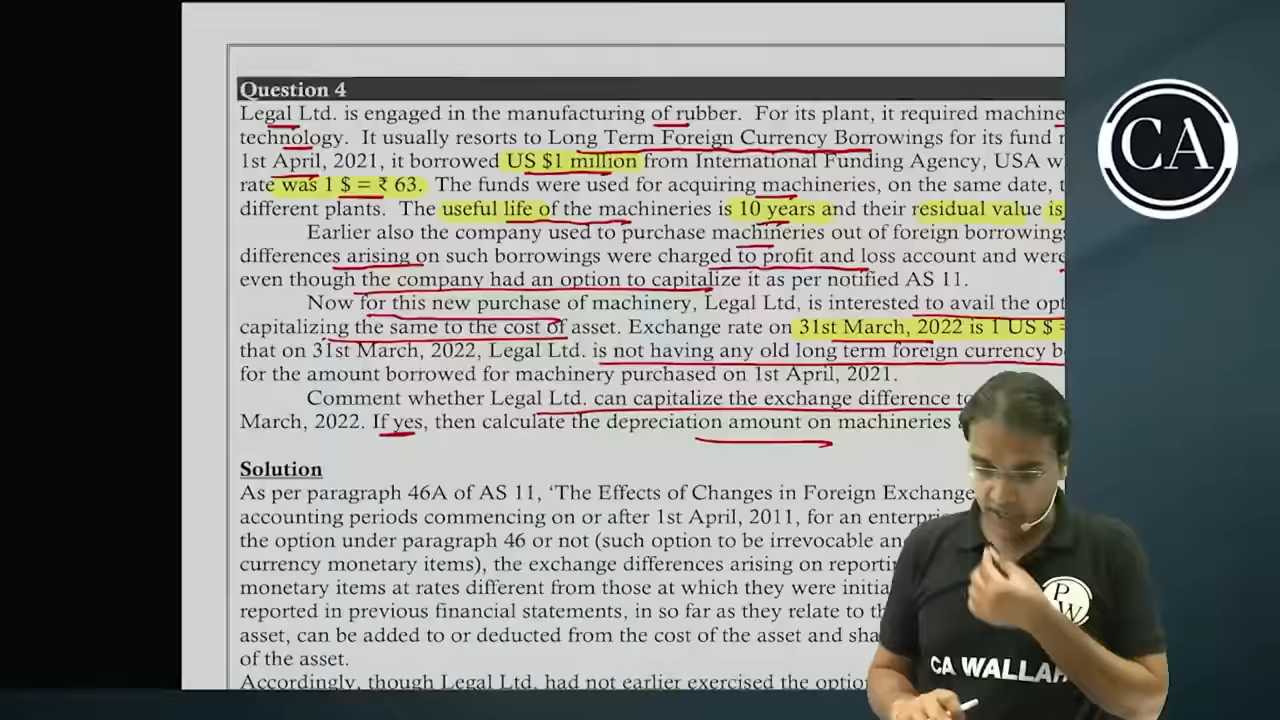 Question 4
Legal Ltd. is engaged in the manufacturing of rubber. For its plant, it required machine
technology. It usually resorts to Long Term Foreign Currency Borrowings for its fund
1st April, 2021, it borrowed US $1 million from International Funding Agency, USA
rate was 1 $ = ₹ 63. The funds were used for acquiring machineries, on the same date,
different plants. The useful life of the machineries is 10 years and their residual value is
Earlier also the company used to purchase machineries out of foreign borrowings
differences arising on such borrowings were charged to profit and loss account and were
even though the company had an option to capitalize it as per notified AS 11.
Now for this new purchase of machinery, Legal Ltd, is interested to avail the
capitalizing the same to the cost of asset. Exchange rate on 31st March, 2022 is 1 US $ =
that on 31st March, 2022, Legal Ltd. is not having any old long term foreign currency
for the amount borrowed for machinery purchased on 1st April, 2021.
Comment whether Legal Ltd. can capitalize the exchange difference to
March, 2022. If yes, then calculate the depreciation amount on machineries
Solution
As per paragraph 46A of AS 11, ‘The Effects of Changes in Foreign Exchange
accounting periods commencing on or after 1st April, 2011, for an
the option under paragraph 46 or not (such option to be irrevocable
currency monetary items), the exchange differences arising on
monetary items at rates different from those at which they were
reported in previous financial statements, in so far as they relate to
asset, can be added to or deducted from the cost of the asset and
of the asset.
Accordingly, though Legal Ltd. had not earlier exercised the
CA
PW
CA WALLAH